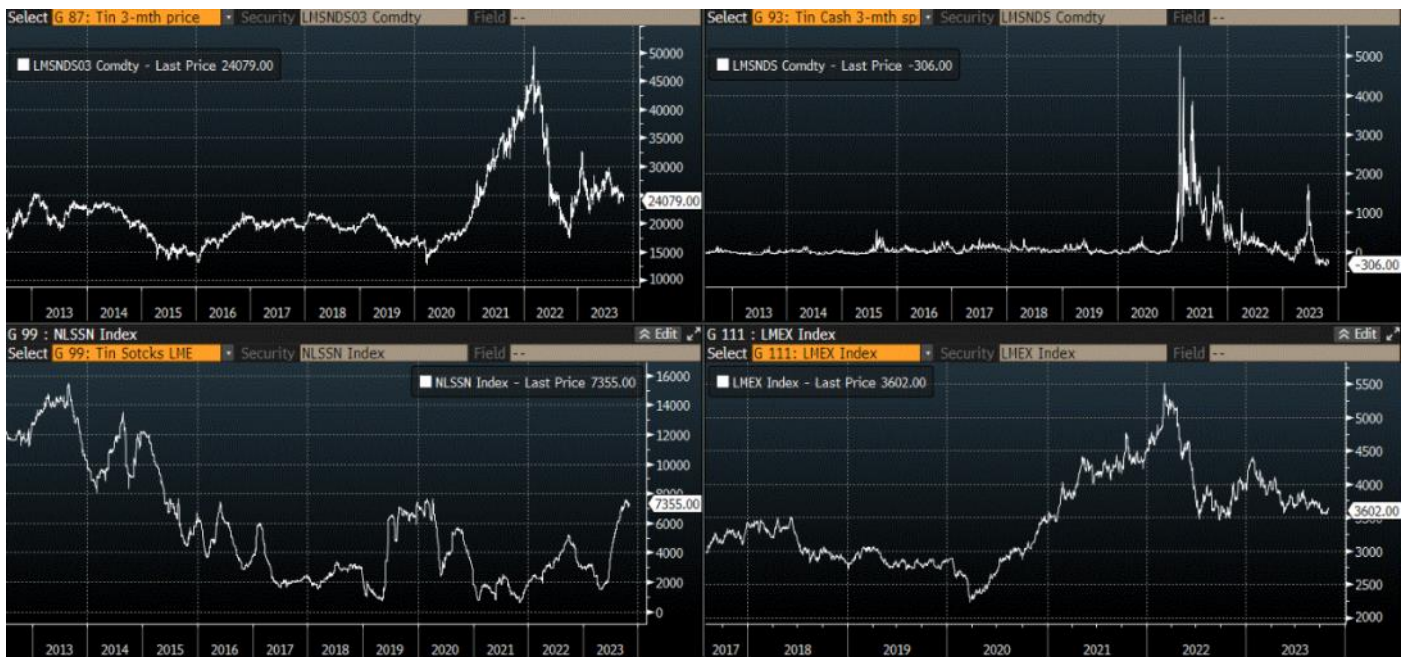 Select G 87: Tin 3-mth price Security LMSNDS03 Comdty Field --
LMSNDS03 Comdty - Last Price 24079.00
50000
45000
40000
35000
30000
25000
24079.00
20000
15000
10000
2013 2014 2015 2016 2017 2018 2019 2020 2021 2022 2023
Select G 93: Tin Cash 3-mth sp Security LMSNDS Comdty Field --
LMSNDS Comdty - Last Price -306.00
5000
4000
3000
2000
1000
0
-306.00
2013 2014 2015 2016 2017 2018 2019 2020 2021 2022 2023
G 99 : NLSSN Index Edit
Select G 99: Tin Sotcks LME Security NLSSN Index Field --
NLSSN Index - Last Price 7355.00
16000
14000
12000
10000
8000
7355.00
6000
4000
2000
0
2013 2014 2015 2016 2017 2018 2019 2020 2021 2022 2023
G 111 : LMEX Index Edit
Select G 111: LMEX Index Security LMEX Index Field --
LMEX Index - Last Price 3602.00
5500
5000
4500
4000
3602.00
3500
3000
2500
2000
2017 2018 2019 2020 2021 2022 2023